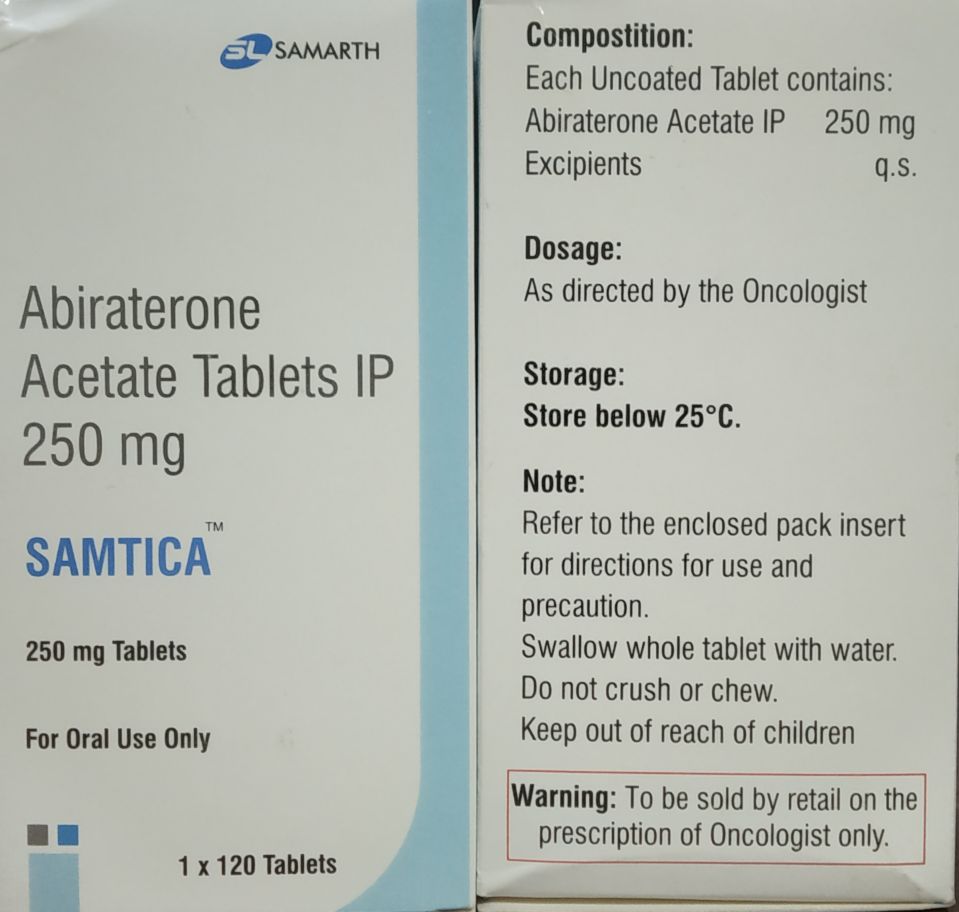 SL SAMARTH
Abiraterone
Acetate Tablets IP
250 mg
SAMTICA™
250 mg Tablets
For Oral Use Only
1 x 120 Tablets
Compostition:
Each Uncoated Tablet contains:
Abiraterone Acetate IP 250 mg
Excipients q.s.
Dosage:
As directed by the Oncologist
Storage:
Store below 25°C.
Note:
Refer to the enclosed pack insert
for directions for use and
precaution.
Swallow whole tablet with water.
Do not crush or chew.
Keep out of reach of children
Warning: To be sold by retail on the
prescription of Oncologist only.